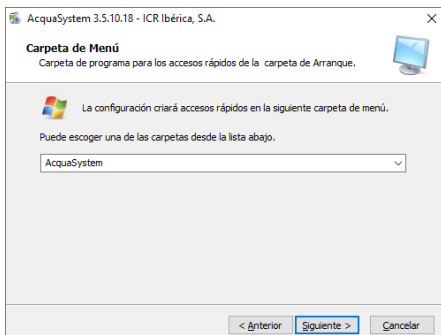 AcquaSystem 3.5.10.18 - ICR Ibérica, S.A.
Carpeta de Menú
Carpeta de programa para los accesos rápidos de la carpeta de Arranque.
La configuración criará accesos rápidos en la siguiente carpeta de menú.
Puede escoger una de las carpetas desde la lista abajo.
AcquaSystem
< Anterior Siguiente > Cancelar